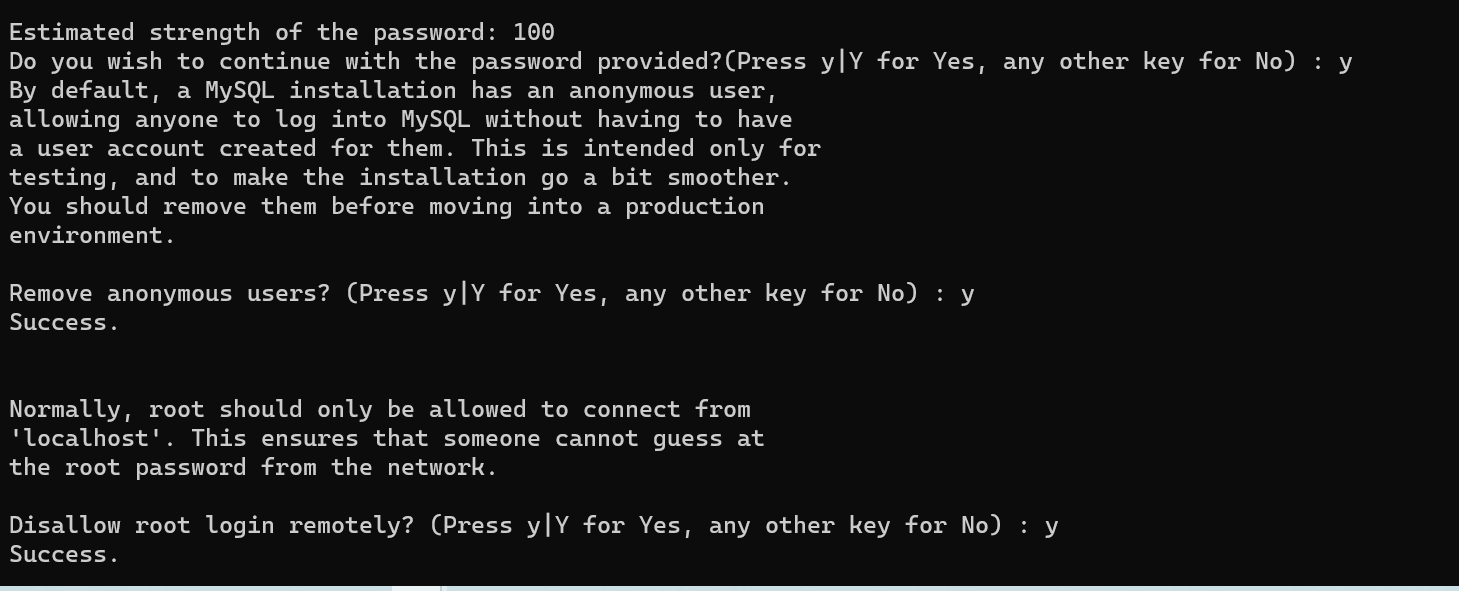 Estimated strength of the password: 100
Do you wish to continue with the password provided?(Press y|Y for Yes, any other key for No) : y
By default, a MySQL installation has an anonymous user,
allowing anyone to log into MySQL without having to have
a user account created for them. This is intended only for
testing, and to make the installation go a bit smoother.
You should remove them before moving into a production
environment.
Remove anonymous users? (Press y|Y for Yes, any other key for No) : y
Success.
Normally, root should only be allowed to connect from
'localhost'. This ensures that someone cannot guess at
the root password from the network.
Disallow root login remotely? (Press y|Y for Yes, any other key for No) : y
Success.